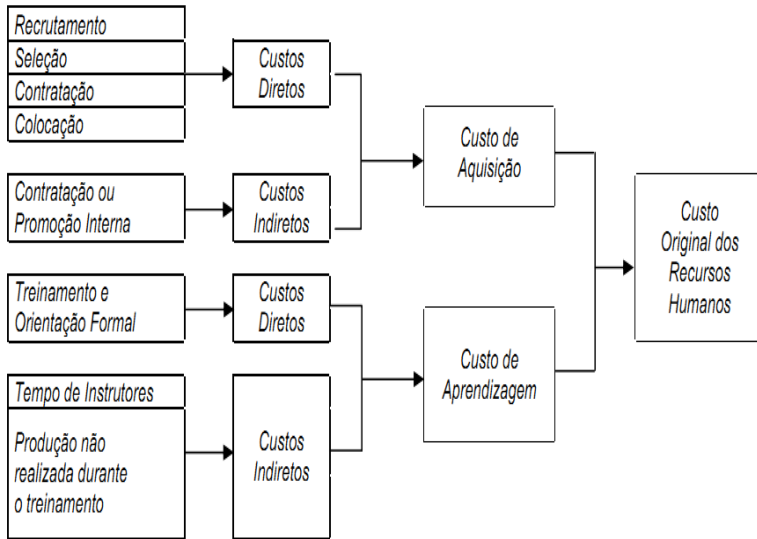 Recrutamento
Seleção
Contratação
Colocação
Custos
Diretos
Contratação ou
Promoção Interna
Custos
Indiretos
Custo de
Aquisição
Treinamento e
Orientação Formal
Custos
Diretos
Tempo de Instrutores
Produção não
realizada durante
o treinamento
Custos
Indiretos
Custo de
Aprendizagem
Custo
Original dos
Recursos
Humanos